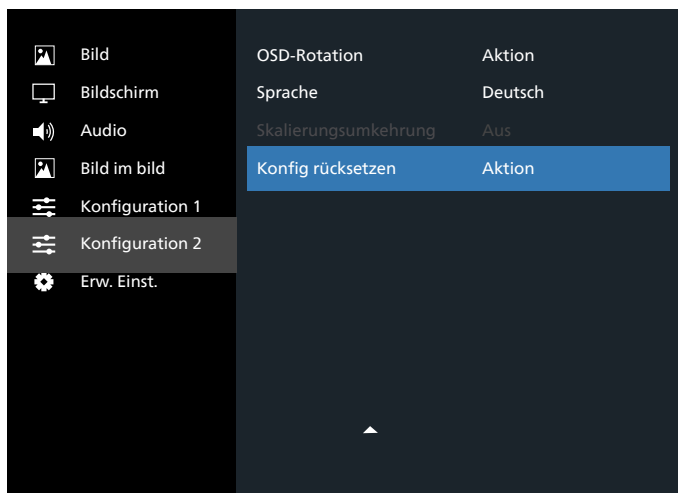 Bild
Bildschirm
Audio
Bild im bild
Konfiguration 1
Konfiguration 2
Erw. Einst.
OSD-Rotation Aktion
Sprache Deutsch
Skalierungsumkehrung Aus
Konfig rücksetzen Aktion